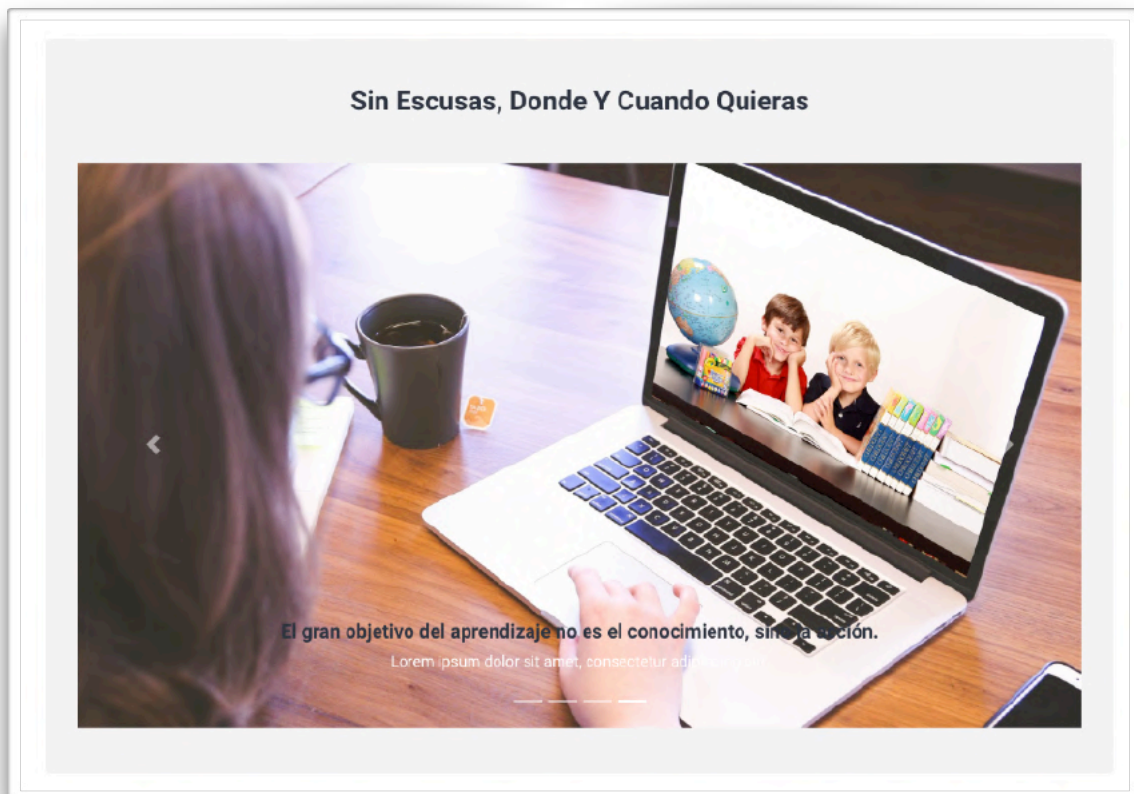 Sin Escusas, Donde Y Cuando Quieras
El gran objetivo del aprendizaje no es el conocimiento, sino la acción.
Lorem ipsum dolor sit amet, consectetur